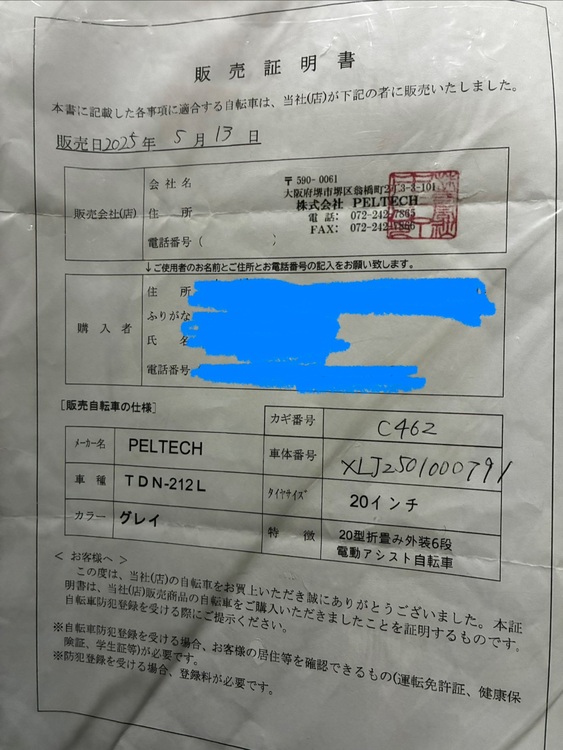 販売証明書
本書に記載した各事項に適合する自転車は、当社(店)が下記の者に販売いたしました。
販売日2025年 5月 13日
販売会社(店)
会社名
住所
電話番号 (          )
〒590-0061
大阪府堺市堺区翁橋町2丁3-3-101
株式会社 PELTECH
電話: 072-242-7865
FAX: 072-242-7866
↓ご使用者のお名前とご住所とお電話番号の記入をお願い致します。
購入者
住所
ふりがな
氏名
電話番号
[販売自転車の仕様]
カギ番号 C462
メーカー名 PELTECH
車体番号 XLJ2501000791
車種 TDN-212L
タイヤサイズ 20インチ
カラー グレイ
特徴 20型折畳み外装6段
電動アシスト自転車
< お客様へ >
この度は、当社(店)の自転車をお買上いただき誠にありがとうございました。本証
明書は、当社(店)販売商品の自転車をご購入いただきましたことを証明するものです。
自転車防犯登録を受ける際にご提示ください。
※自転車防犯登録を受ける場合、お客様の居住等を確認できるもの(運転免許証、健康保
険証、学生証等)が必要です。
※防犯登録を受ける場合、登録料が必要です。